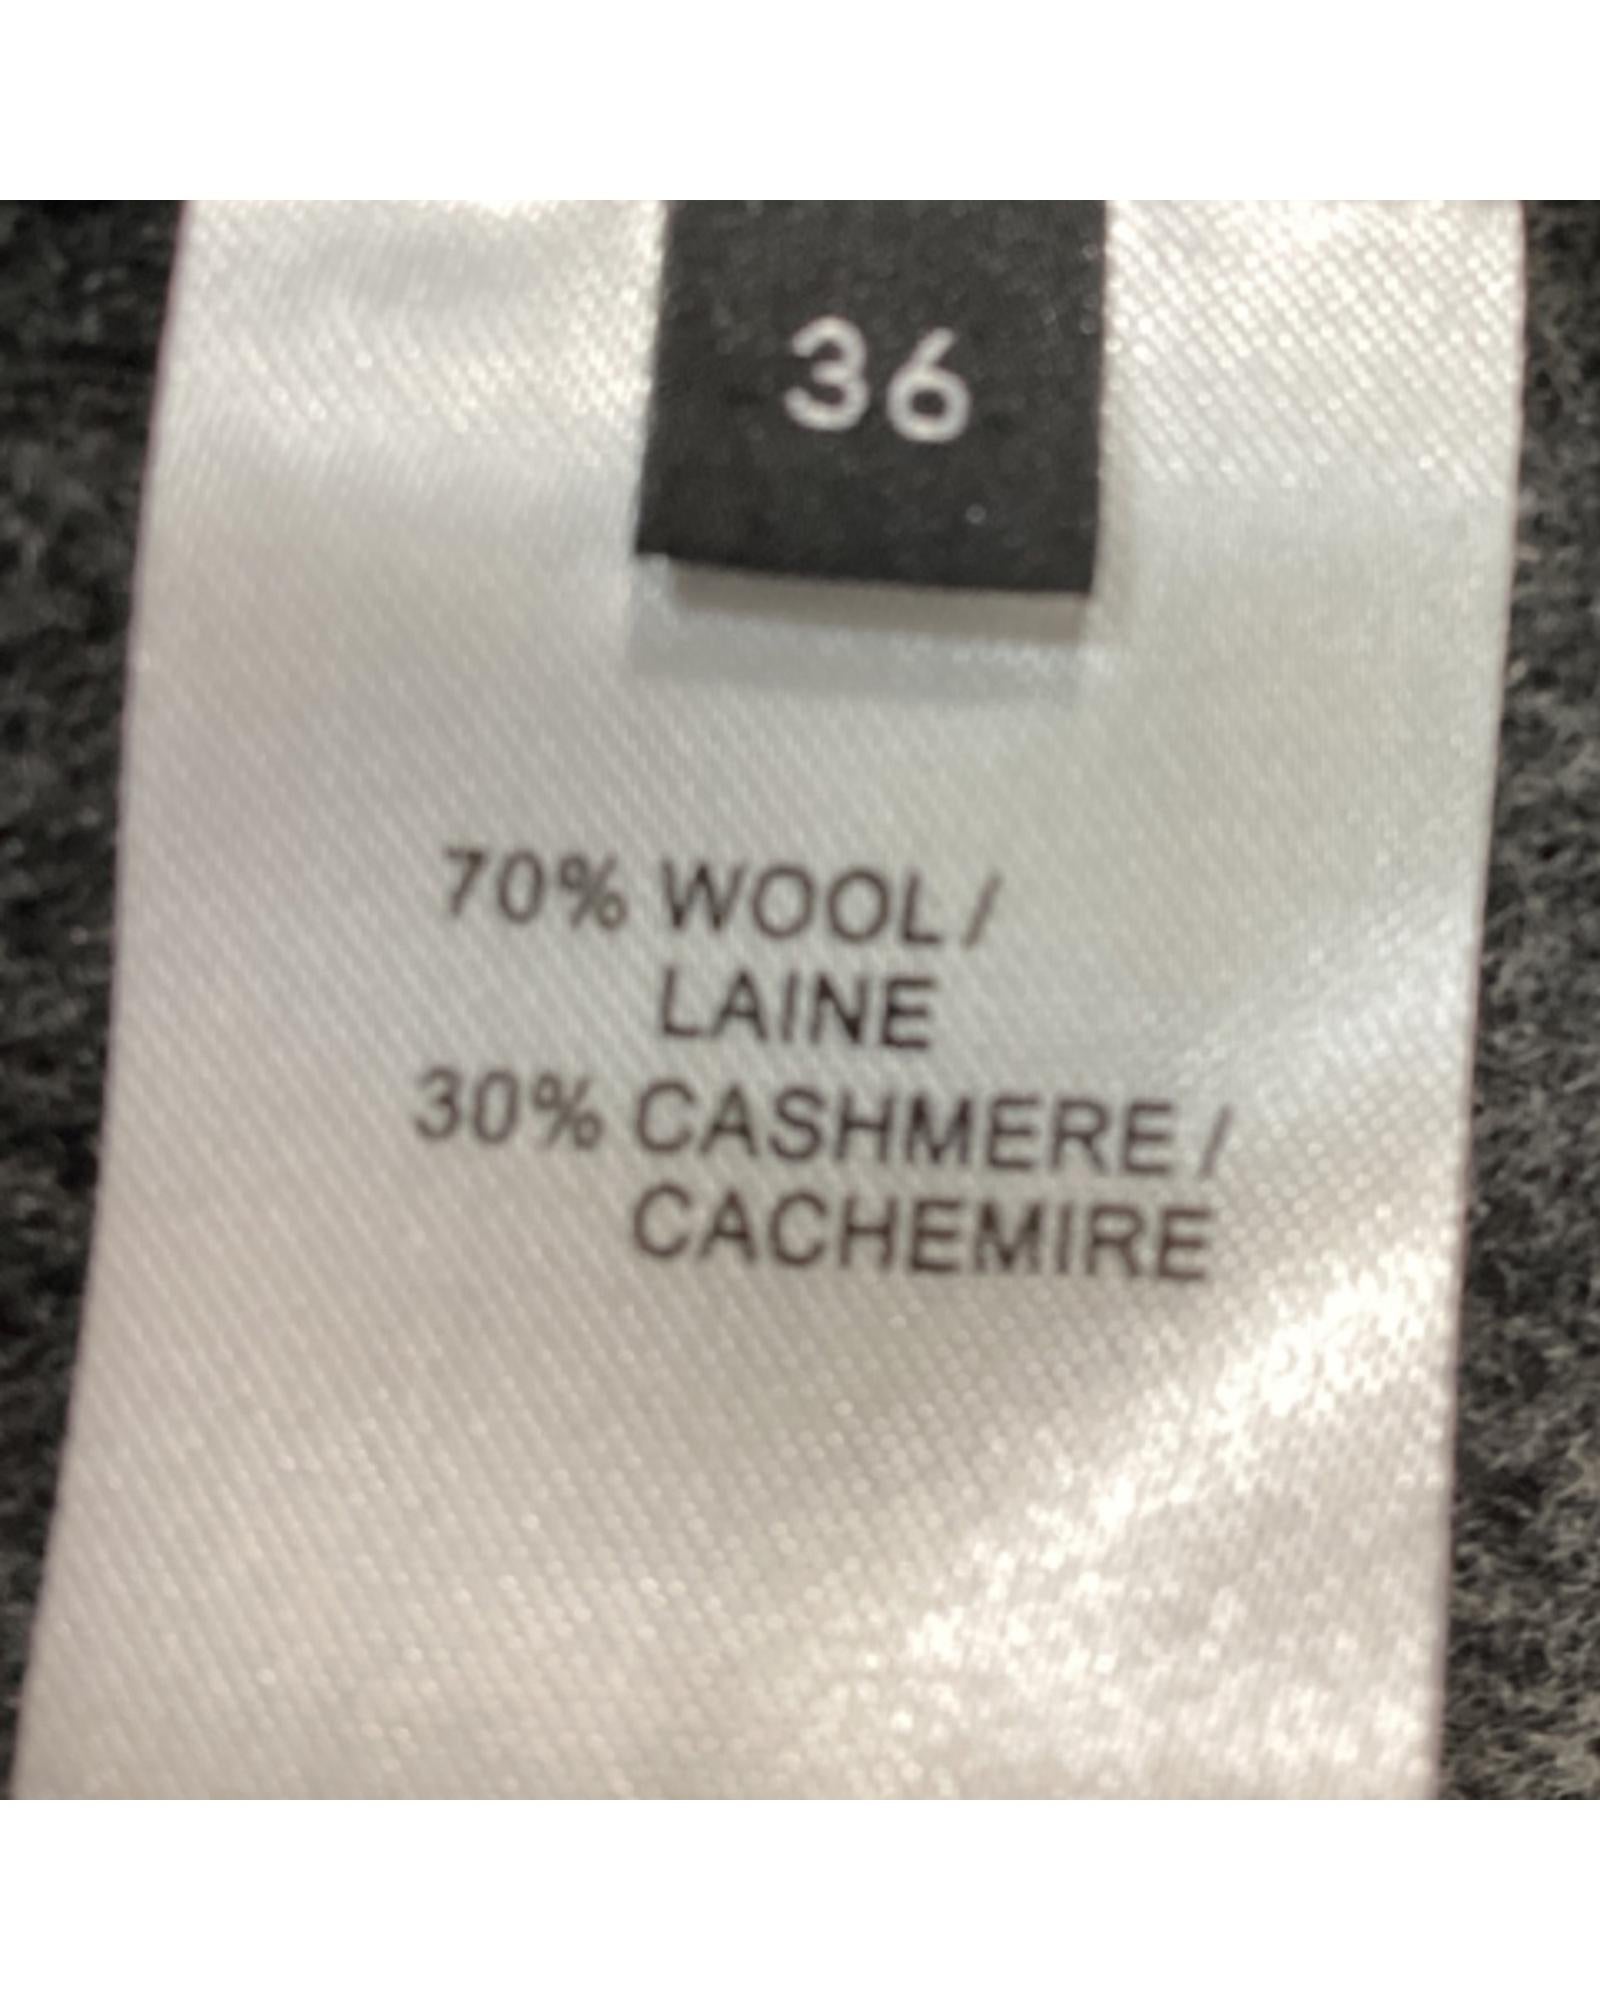 36
70% WOOL /
LAINE
30% CASHMERE /
CACHEMIRE